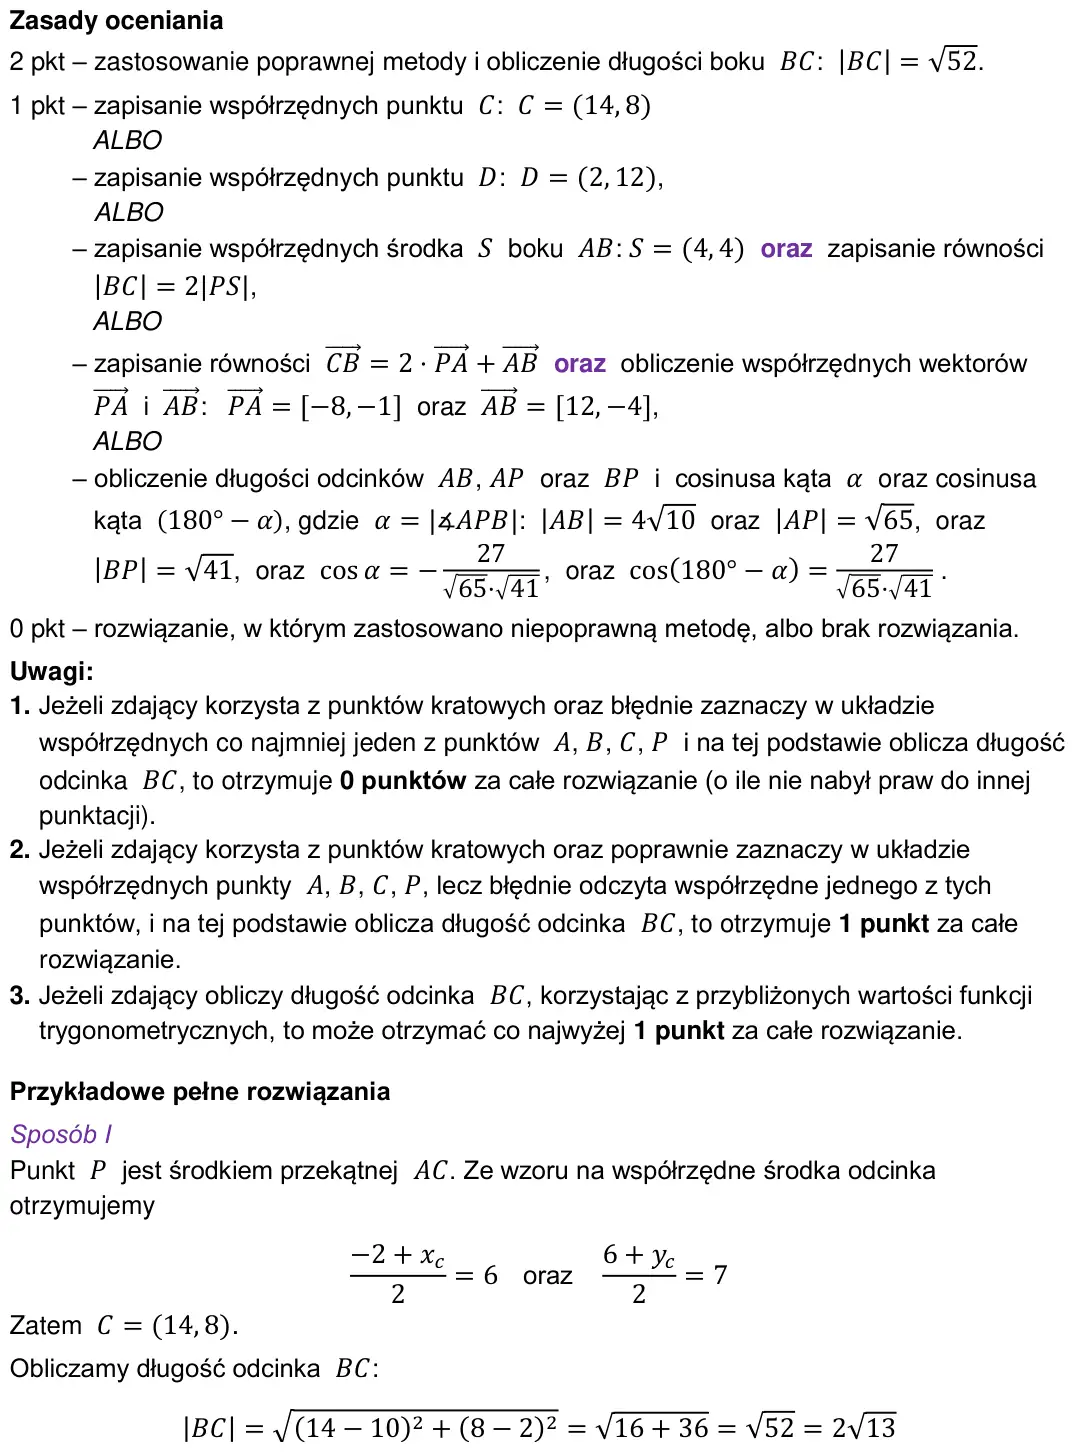 Zasady oceniania
2 pkt – zastosowanie poprawnej metody i obliczenie długości boku BC: |BC| = √52.
1 pkt – zapisanie współrzędnych punktu C: C = (14, 8)
ALBO
– zapisanie współrzędnych punktu D: D = (2, 12),
ALBO
– zapisanie współrzędnych środka S boku AB: S = (4, 4) oraz zapisanie równości
|BC| = 2|PS|,
ALBO
– zapisanie równości \overrightarrow{CB} = 2 · \overrightarrow{PA} + \overrightarrow{AB} oraz obliczenie współrzędnych wektorów
\overrightarrow{PA} i \overrightarrow{AB}: \overrightarrow{PA} = [−8, −1] oraz \overrightarrow{AB} = [12, −4],
ALBO
– obliczenie długości odcinków AB, AP oraz BP i cosinusa kąta α oraz cosinusa
kąta (180° − α), gdzie α = |∡APB|: |AB| = 4√10 oraz |AP| = √65, oraz
|BP| = √41, oraz cos α = −\frac{27}{√65·√41}, oraz cos(180° − α) = \frac{27}{√65·√41}.
0 pkt – rozwiązanie, w którym zastosowano niepoprawną metodę, albo brak rozwiązania.
Uwagi:
1. Jeżeli zdający korzysta z punktów kratowych oraz błędnie zaznaczy w układzie
współrzędnych co najmniej jeden z punktów A, B, C, P i na tej podstawie oblicza długość
odcinka BC, to otrzymuje 0 punktów za całe rozwiązanie (o ile nie nabył praw do innej
punktacji).
2. Jeżeli zdający korzysta z punktów kratowych oraz poprawnie zaznaczy w układzie
współrzędnych punkty A, B, C, P, lecz błędnie odczyta współrzędne jednego z tych
punktów, i na tej podstawie oblicza długość odcinka BC, to otrzymuje 1 punkt za całe
rozwiązanie.
3. Jeżeli zdający obliczy długość odcinka BC, korzystając z przybliżonych wartości funkcji
trygonometrycznych, to może otrzymać co najwyżej 1 punkt za całe rozwiązanie.
Przykładowe pełne rozwiązania
Sposób I
Punkt P jest środkiem przekątnej AC. Ze wzoru na współrzędne środka odcinka
otrzymujemy
\frac{−2 + x_c}{2} = 6 oraz \frac{6 + y_c}{2} = 7
Zatem C = (14, 8).
Obliczamy długość odcinka BC:
|BC| = √((14 − 10)² + (8 − 2)²) = √(16 + 36) = √52 = 2√13